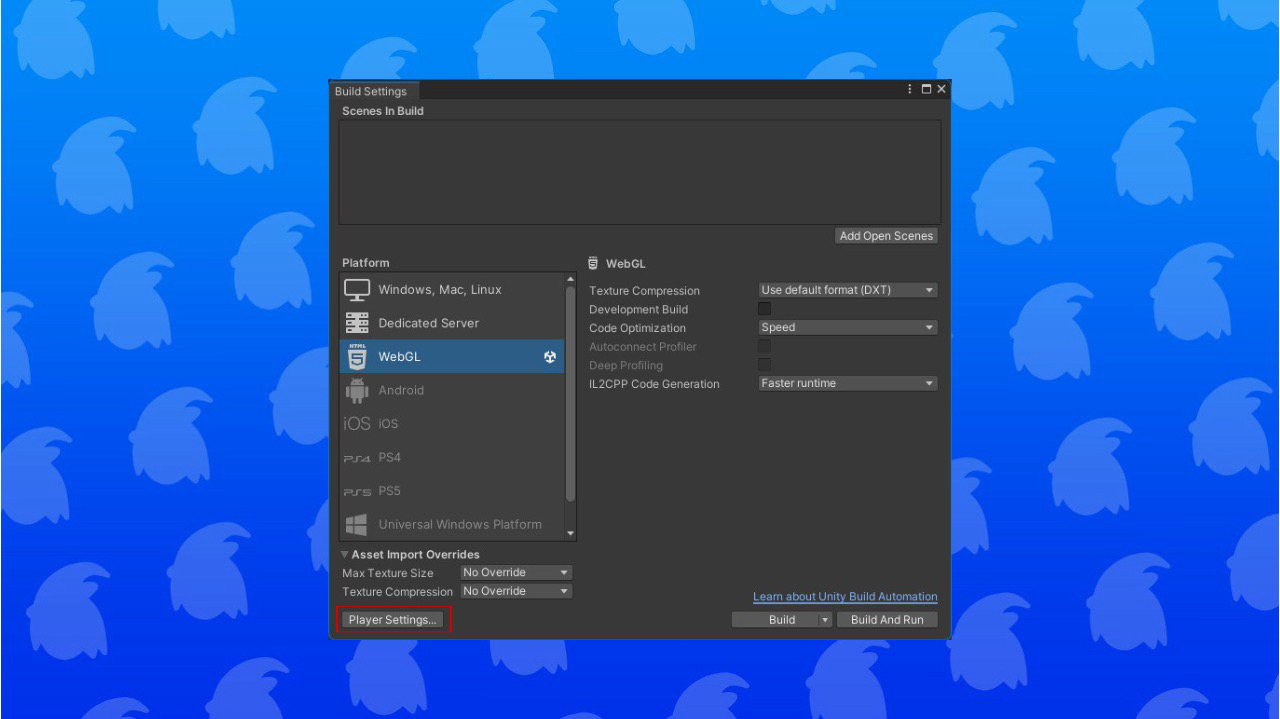 Build Settings
Scenes In Build
Add Open Scenes
Platform
Windows, Mac, Linux
Dedicated Server
HTML
5
WebGL
Android
iOS iOS
PS4 PS4
PS5 PS5
Universal Windows Platform
WebGL
Texture Compression Use default format (DXT)
Development Build
Code Optimization Speed
Autoconnect Profiler
Deep Profiling
IL2CPP Code Generation Faster runtime
Asset Import Overrides
Max Texture Size No Override
Texture Compression No Override
Learn about Unity Build Automation
Player Settings... Build Build And Run